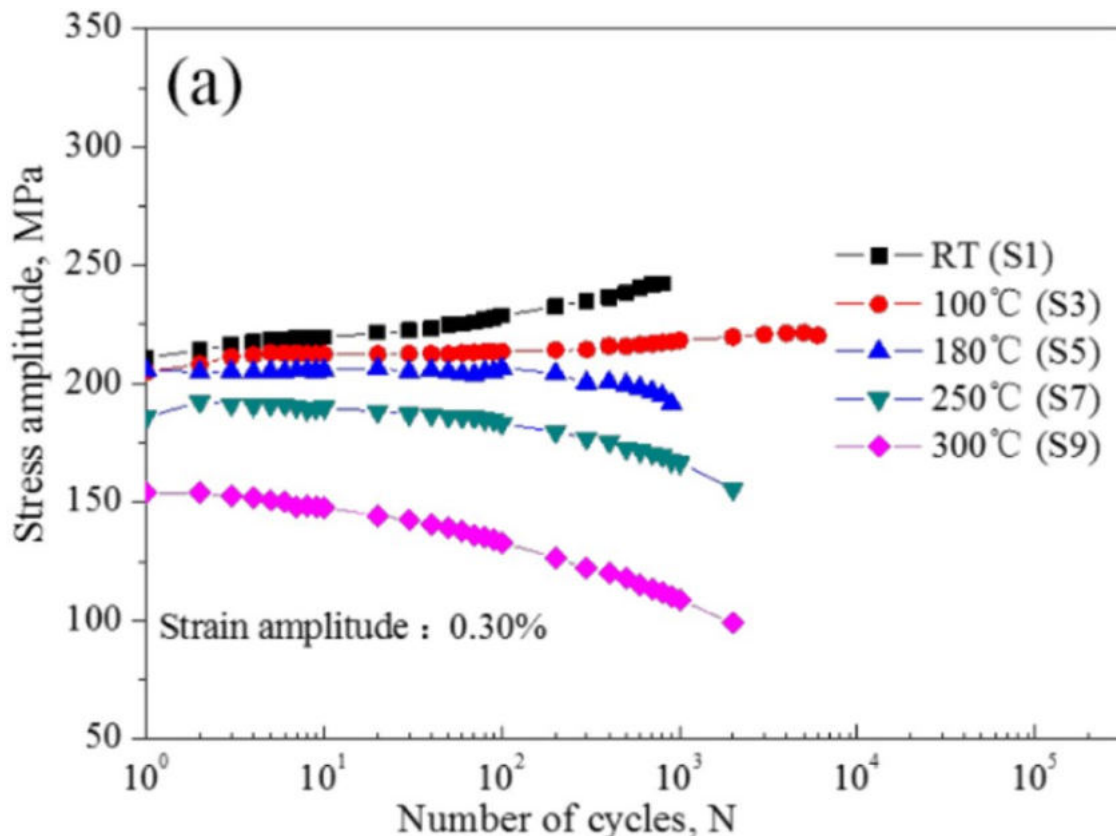 (a)
Stress amplitude, MPa
350
300
250
200
150
100
50
RT (S1)
100℃ (S3)
180℃ (S5)
250℃ (S7)
300℃ (S9)
Strain amplitude：0.30%
10⁰ 10¹ 10² 10³ 10⁴ 10⁵
Number of cycles, N